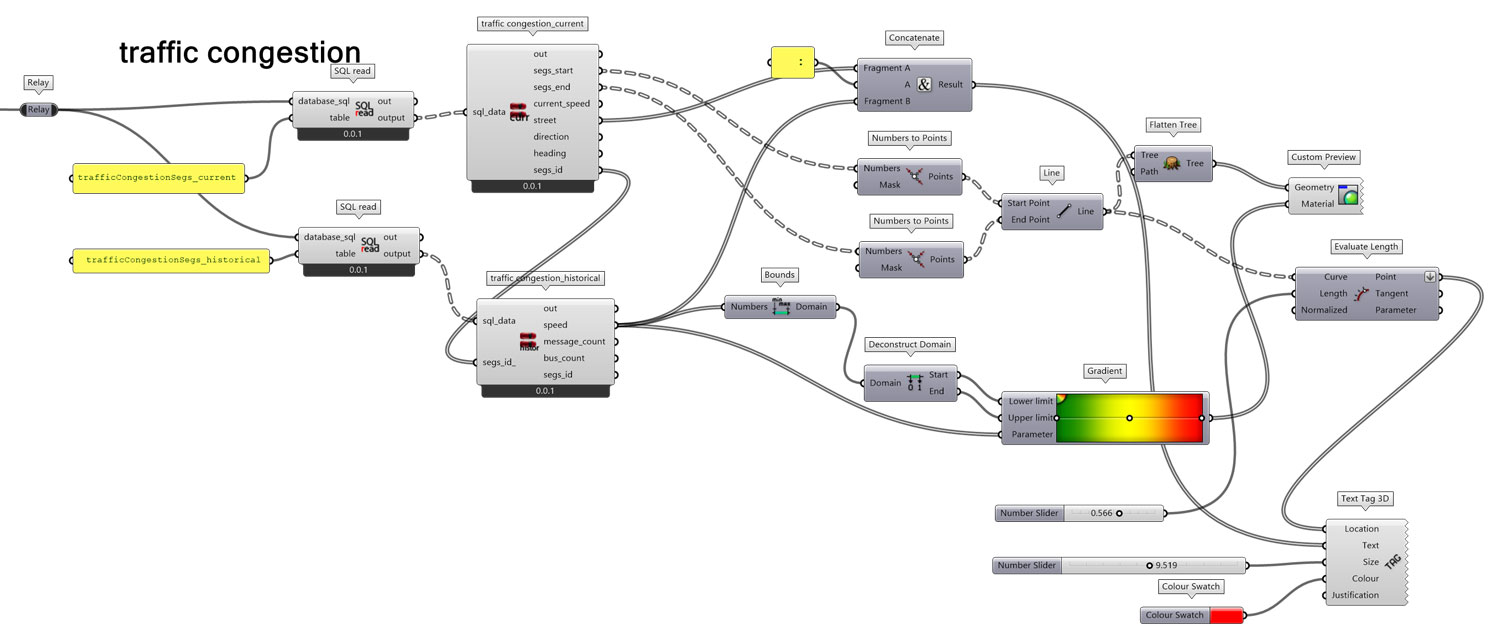 traffic congestion
Relay
Relay
SQL read
database_sql
table
SQL
read
out
output
0.0.1
trafficCongestionSegs_current
SQL read
database_sql
table
SQL
read
out
output
0.0.1
trafficCongestionSegs_historical
traffic congestion_current
sql_data
curr
out
segs_start
segs_end
current_speed
street
direction
heading
segs_id
0.0.1
traffic congestion_historical
sql_data
segs_id_
histor
out
speed
message_count
bus_count
segs_id
0.0.1
:
Concatenate
Fragment A
A
Fragment B
&
Result
Numbers to Points
Numbers
Mask
Points
Numbers to Points
Numbers
Mask
Points
Line
Start Point
End Point
Line
Flatten Tree
Tree
Path
Tree
Custom Preview
Geometry
Material
Evaluate Length
Curve
Length
Normalized
Point
Tangent
Parameter
Bounds
Numbers
min
max
Domain
Deconstruct Domain
Domain
0 1
Start
End
Gradient
Lower limit
Upper limit
Parameter
Number Slider
0.566
Number Slider
9.519
Colour Swatch
Colour Swatch
Text Tag 3D
Location
Text
Size
Colour
Justification
TAG